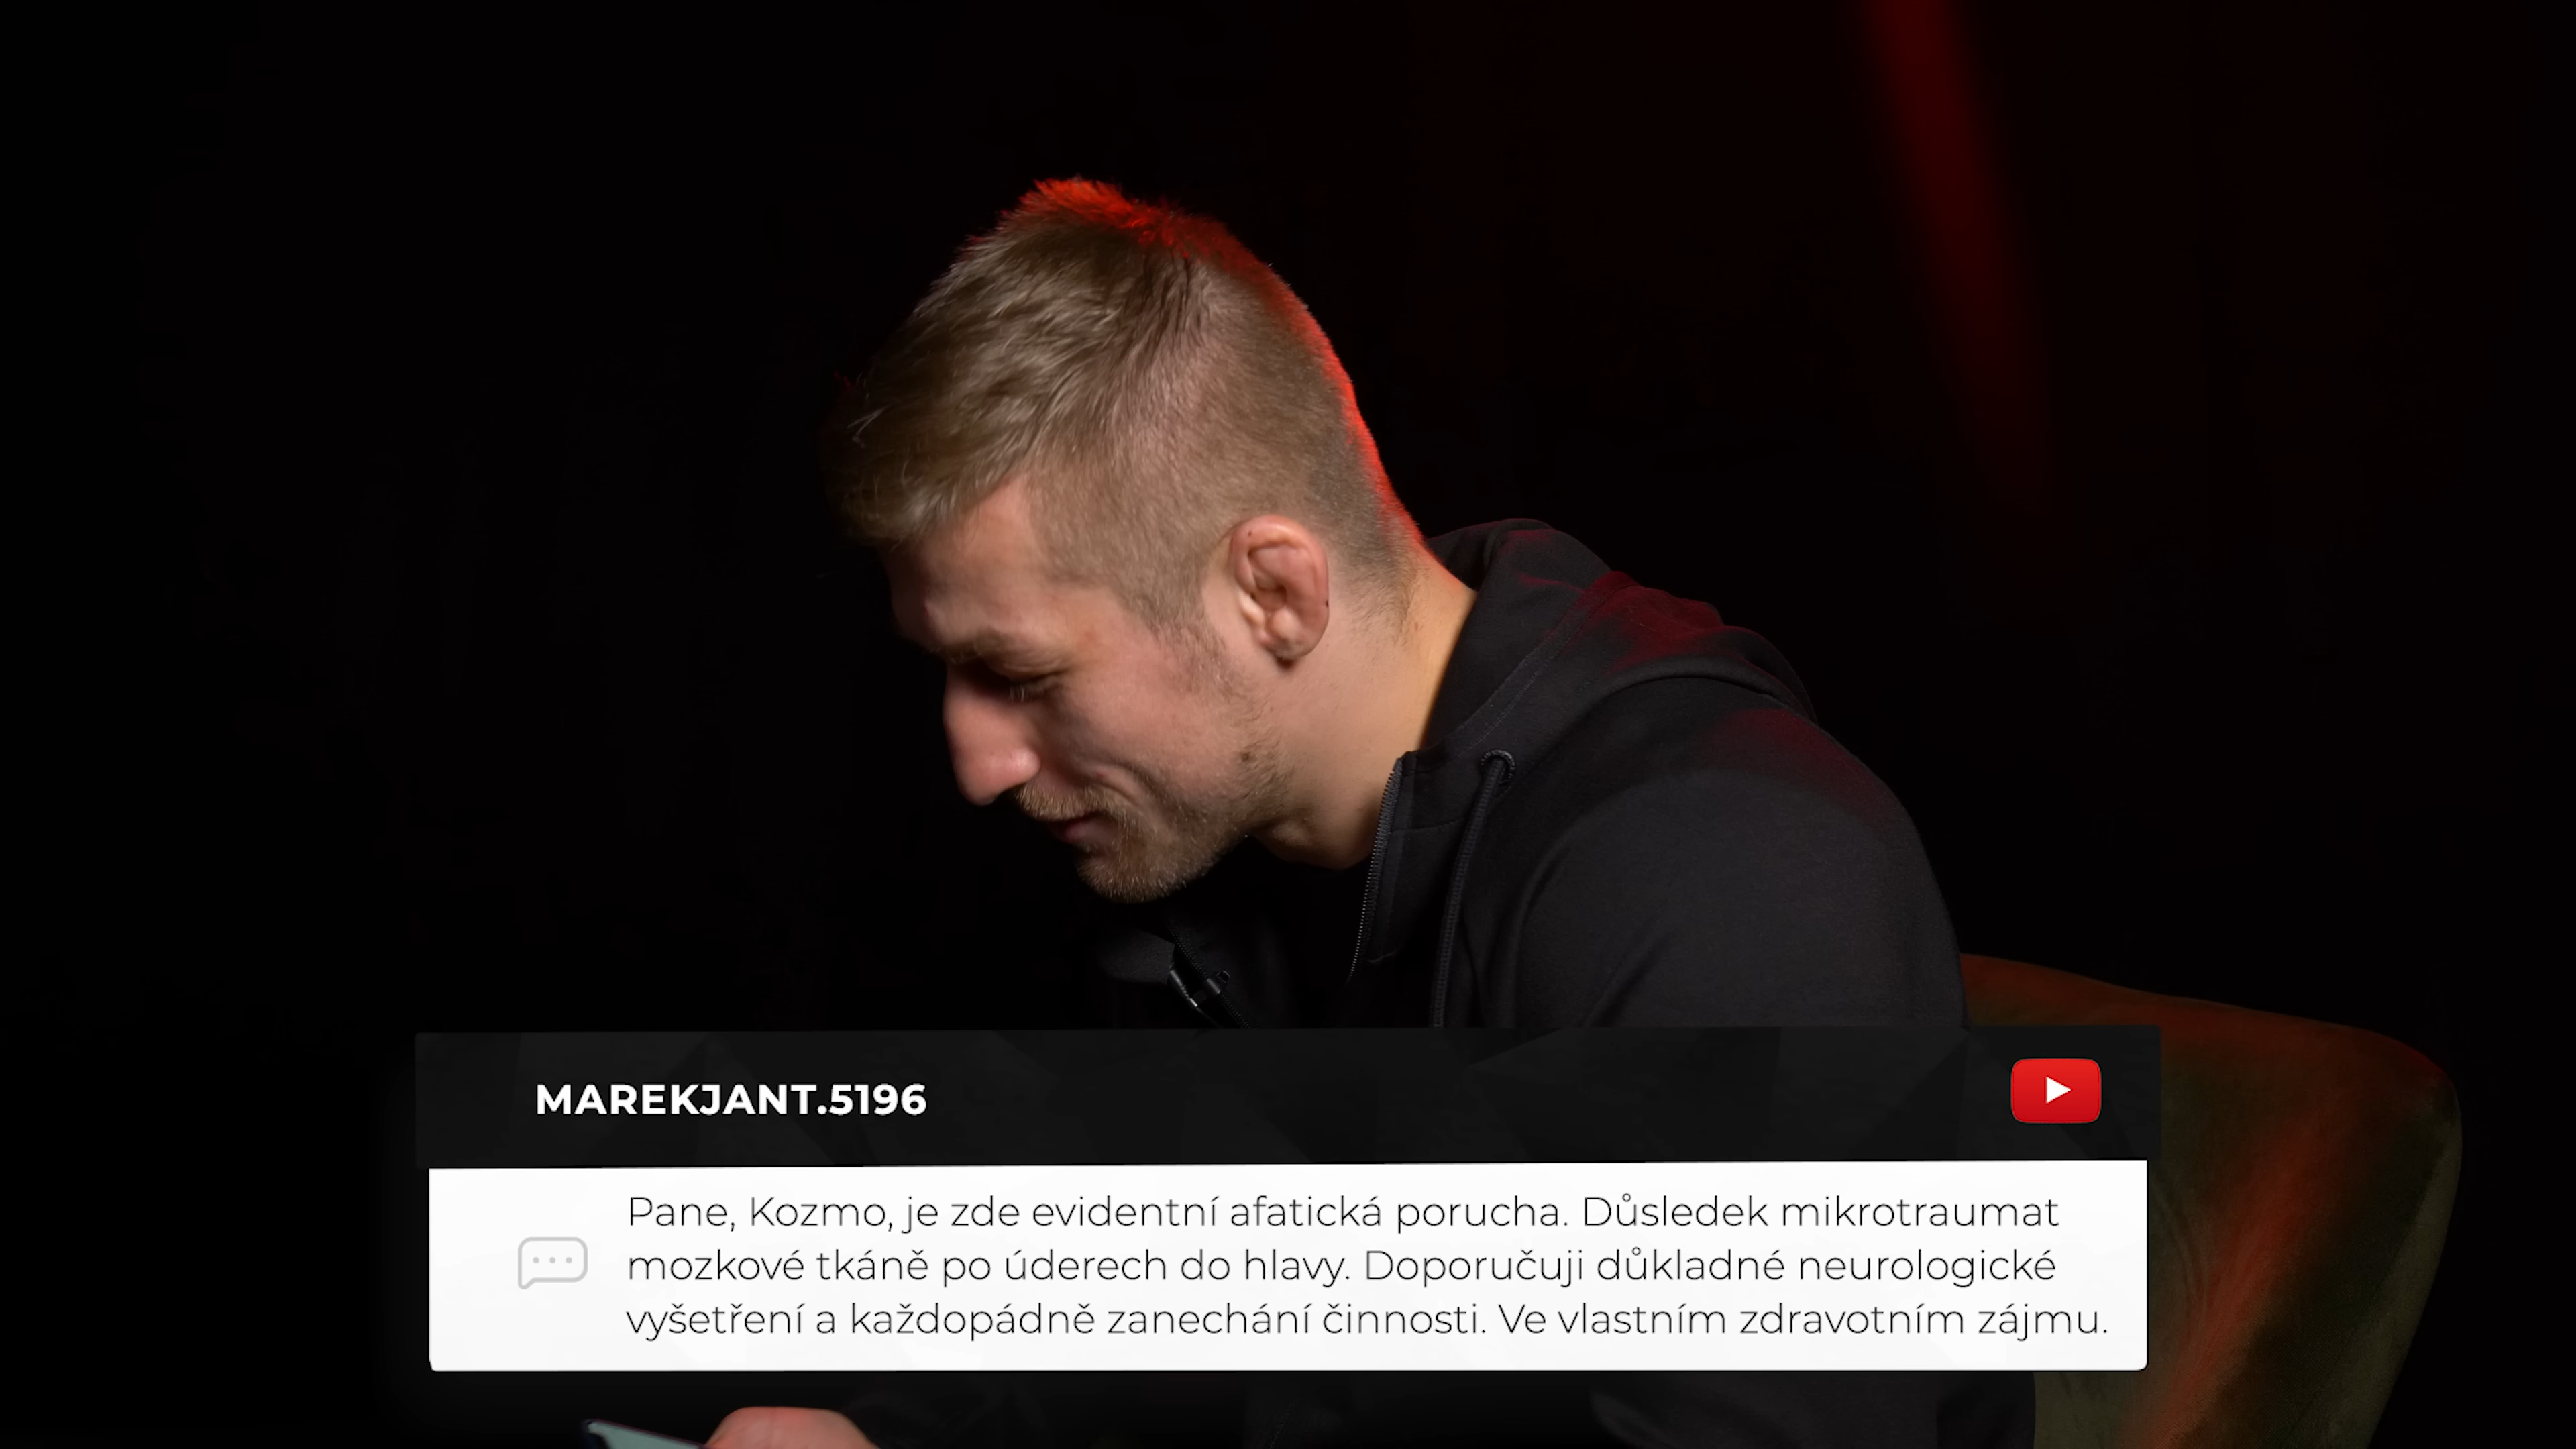 MAREKJANT.5196
Pane, Kozmo, je zde evidentní afatická porucha. Důsledek mikrotraumat
mozkové tkáně po úderech do hlavy. Doporučuji důkladné neurologické
vyšetření a každopádně zanechání činnosti. Ve vlastním zdravotním zájmu.